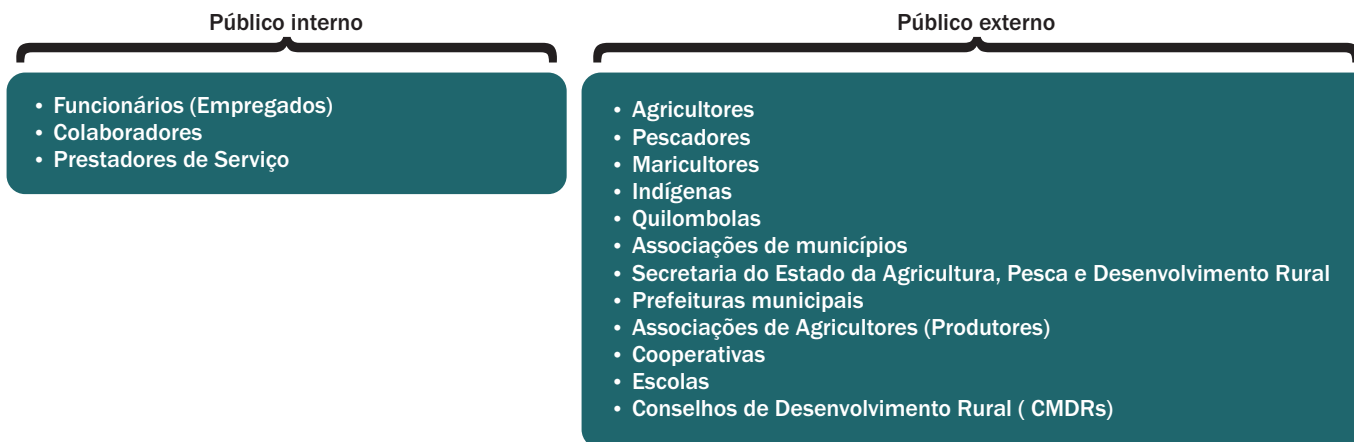 Público interno
• Funcionários (Empregados)
• Colaboradores
• Prestadores de Serviço
Público externo
• Agricultores
• Pescadores
• Maricultores
• Indígenas
• Quilombolas
• Associações de municípios
• Secretaria do Estado da Agricultura, Pesca e Desenvolvimento Rural
• Prefeituras municipais
• Associações de Agricultores (Produtores)
• Cooperativas
• Escolas
• Conselhos de Desenvolvimento Rural ( CMDRs)